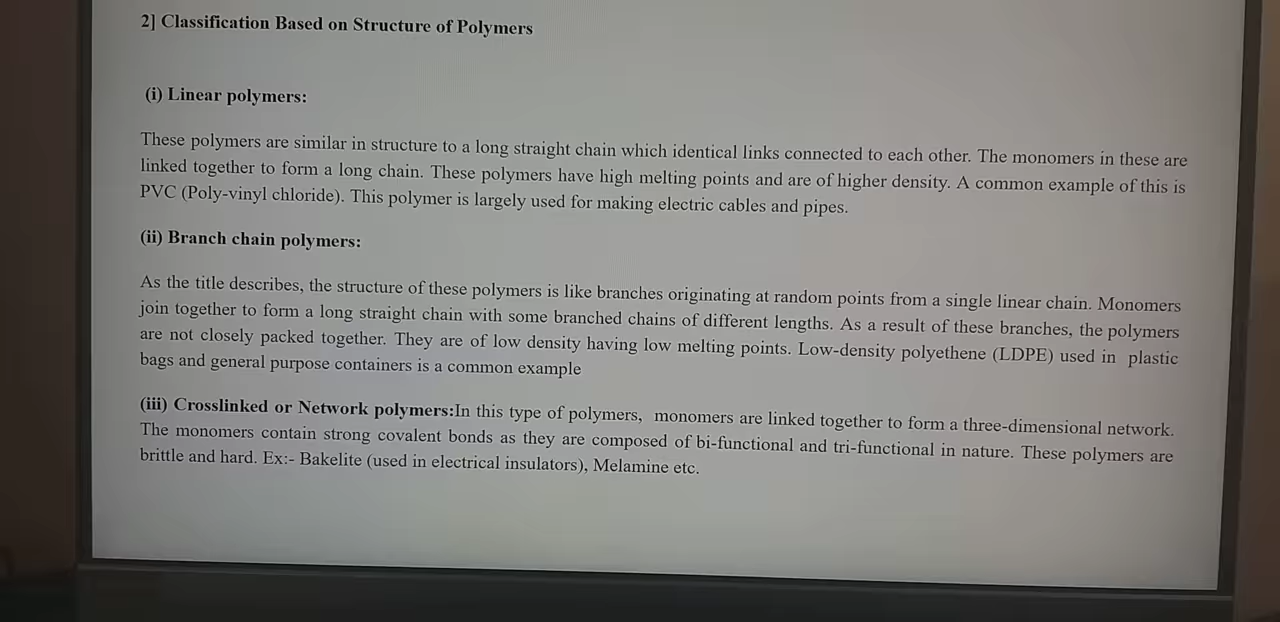 2] Classification Based on Structure of Polymers
(i) Linear polymers:
These polymers are similar in structure to a long straight chain which identical links connected to each other. The monomers in these are
linked together to form a long chain. These polymers have high melting points and are of higher density. A common example of this is
PVC (Poly-vinyl chloride). This polymer is largely used for making electric cables and pipes.
(ii) Branch chain polymers:
As the title describes, the structure of these polymers is like branches originating at random points from a single linear chain. Monomers
join together to form a long straight chain with some branched chains of different lengths. As a result of these branches, the polymers
are not closely packed together. They are of low density having low melting points. Low-density polyethene (LDPE) used in plastic
bags and general purpose containers is a common example
(iii) Crosslinked or Network polymers:In this type of polymers, monomers are linked together to form a three-dimensional network.
The monomers contain strong covalent bonds as they are composed of bi-functional and tri-functional in nature. These polymers are
brittle and hard. Ex:- Bakelite (used in electrical insulators), Melamine etc.